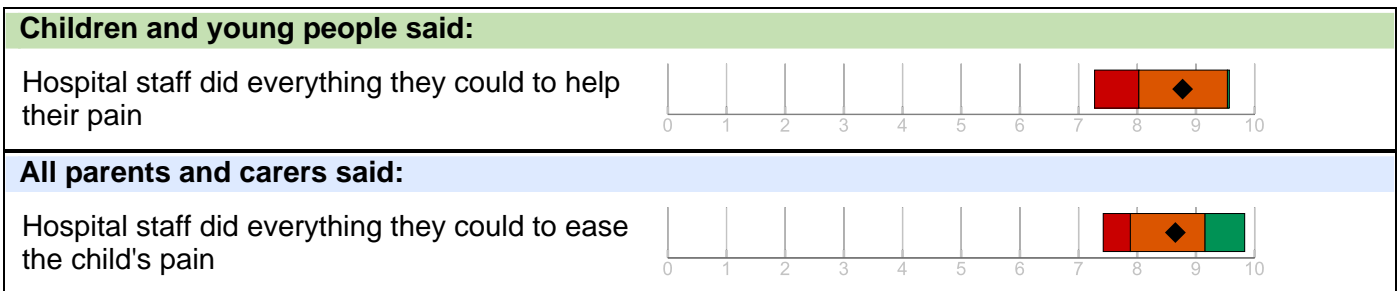 Children and young people said:
Hospital staff did everything they could to help
their pain
0 1 2 3 4 5 6 7 8 9 10
All parents and carers said:
Hospital staff did everything they could to ease
the child's pain
0 1 2 3 4 5 6 7 8 9 10